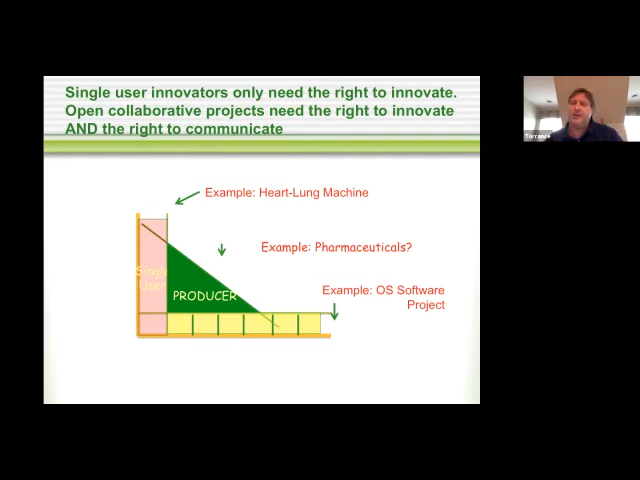 Single user innovators only need the right to innovate.
Open collaborative projects need the right to innovate
AND the right to communicate
Example: Heart-Lung Machine
Example: Pharmaceuticals?
Single
User
PRODUCER
Example: OS Software
Project
Torrance